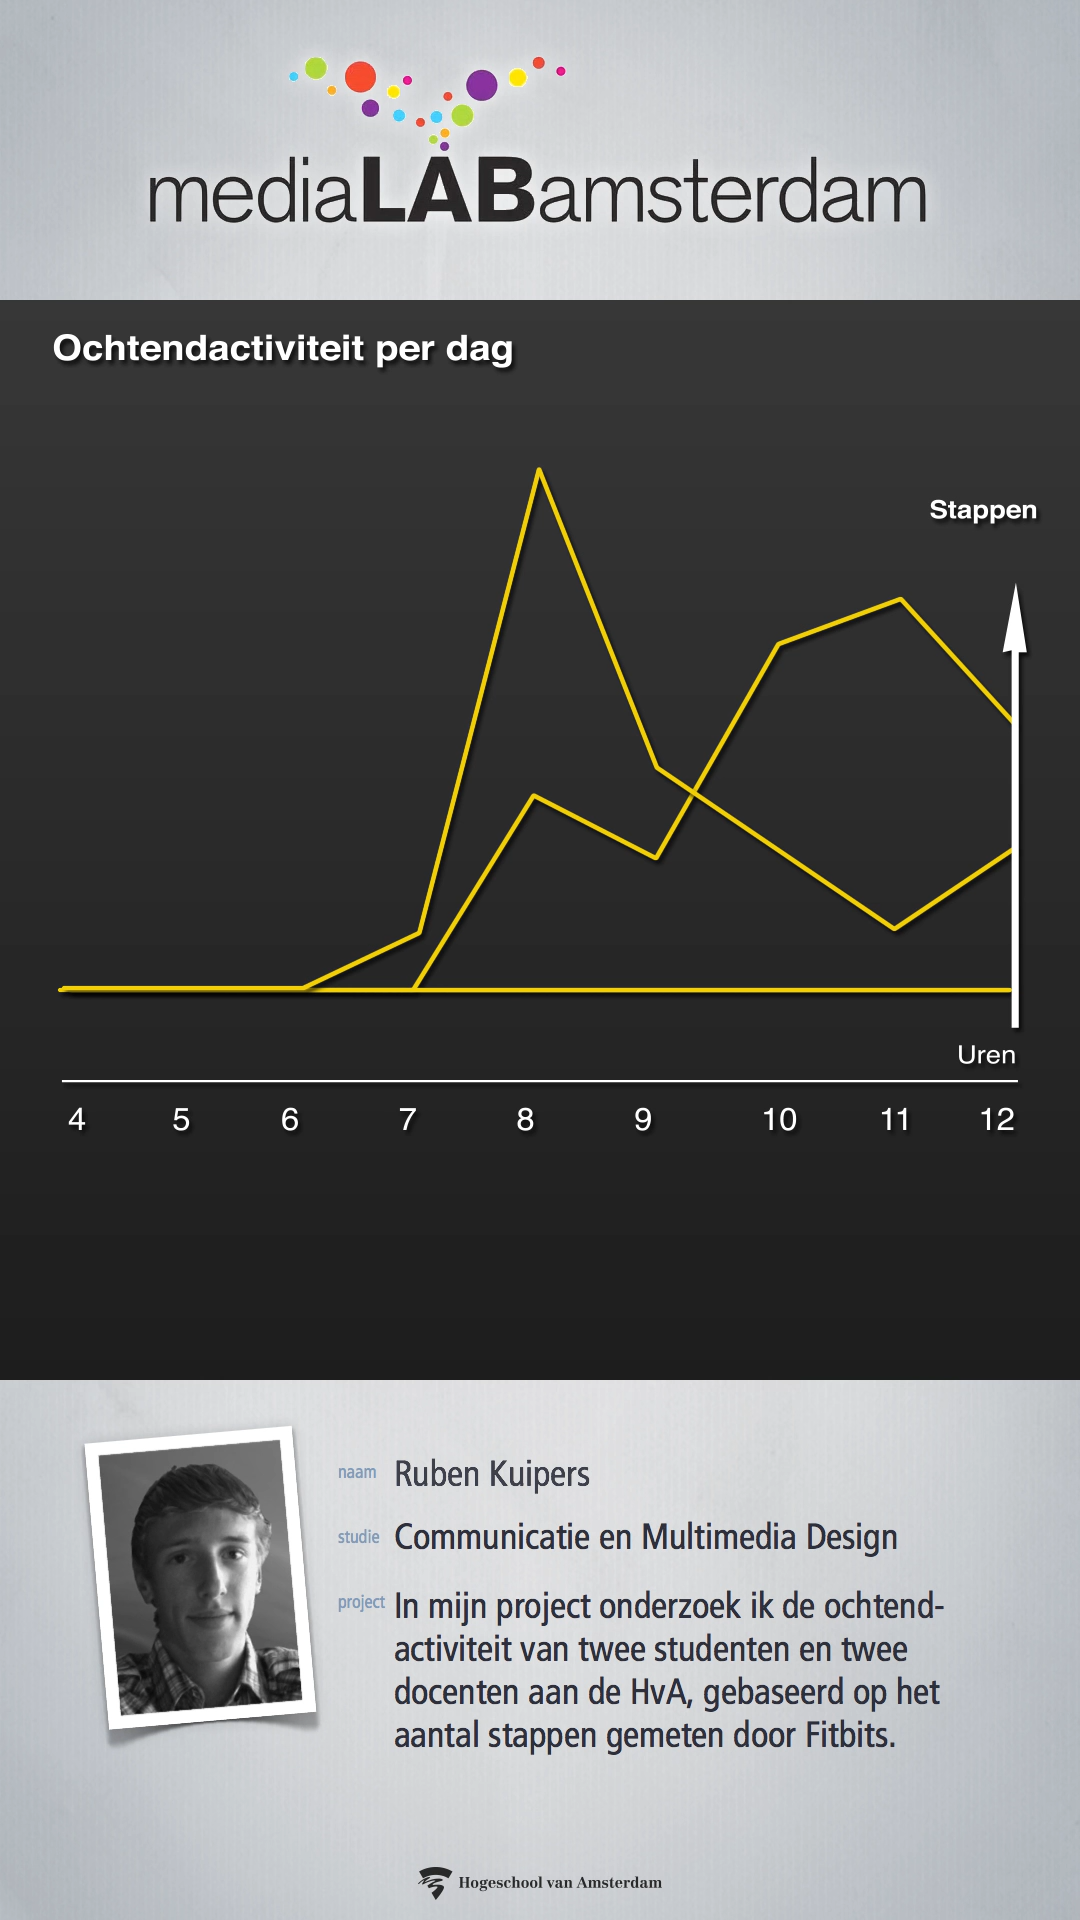 mediaLABamsterdam
Ochtendactiviteit per dag
Stappen
Uren
4 5 6 7 8 9 10 11 12
naam Ruben Kuipers
studie Communicatie en Multimedia Design
project In mijn project onderzoek ik de ochtend-
activiteit van twee studenten en twee
docenten aan de HvA, gebaseerd op het
aantal stappen gemeten door Fitbits.
Hogeschool van Amsterdam